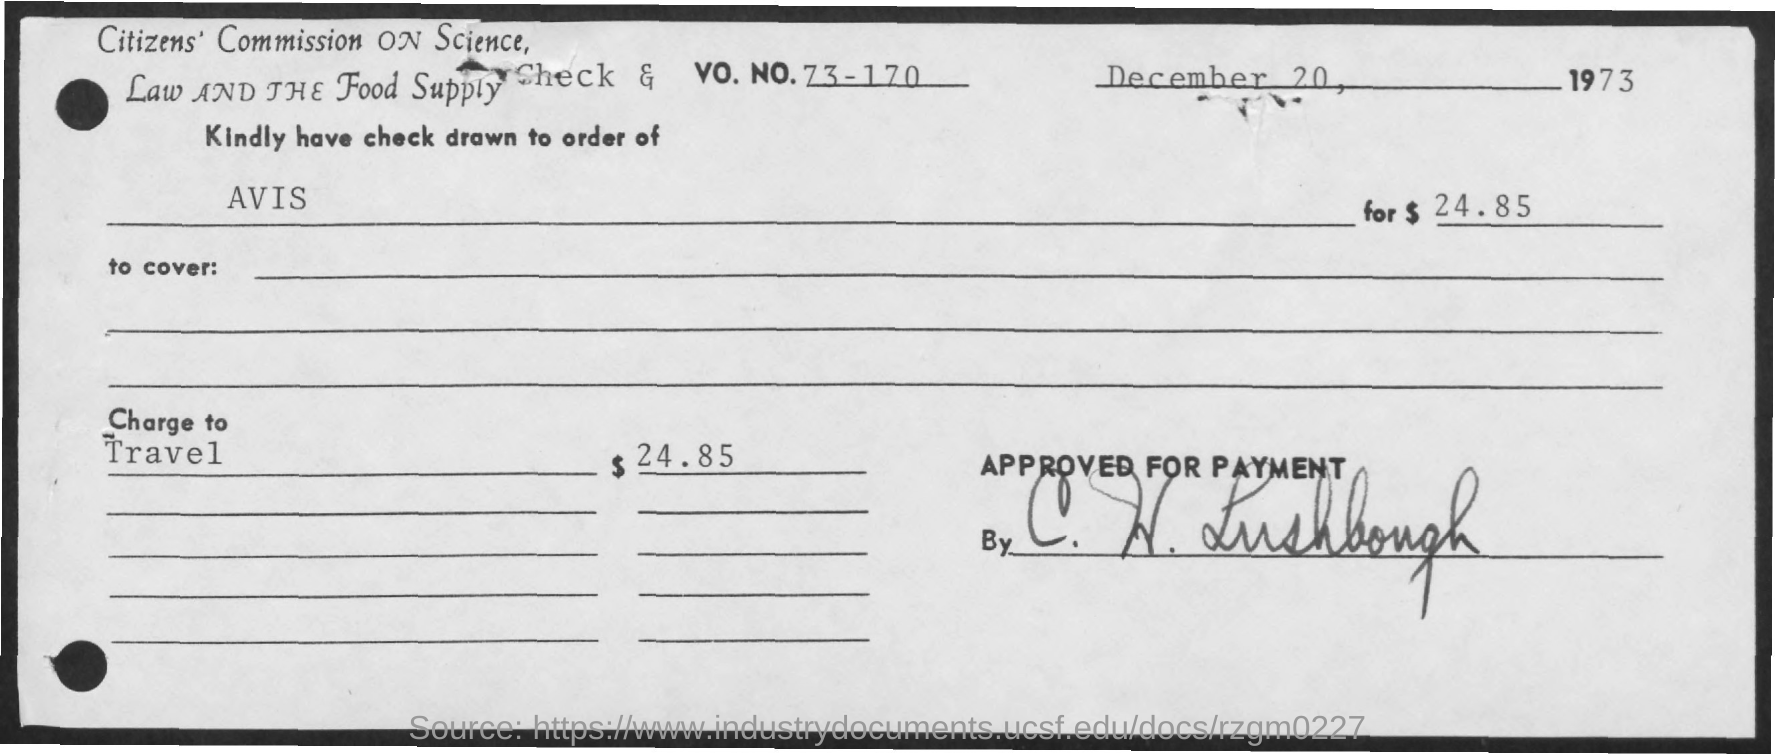 Citizens' Commission ON Science,
Law AND THE Food Supply Check & VO. NO. 73-170 December 20, 1973
Kindly have check drawn to order of
AVIS for $ 24.85
to cover:
Charge to
Travel $ 24.85
APPROVED FOR PAYMENT
By C. H. Lushbough
Source: https://www.industrydocuments.ucsf.edu/docs/rzgm0227